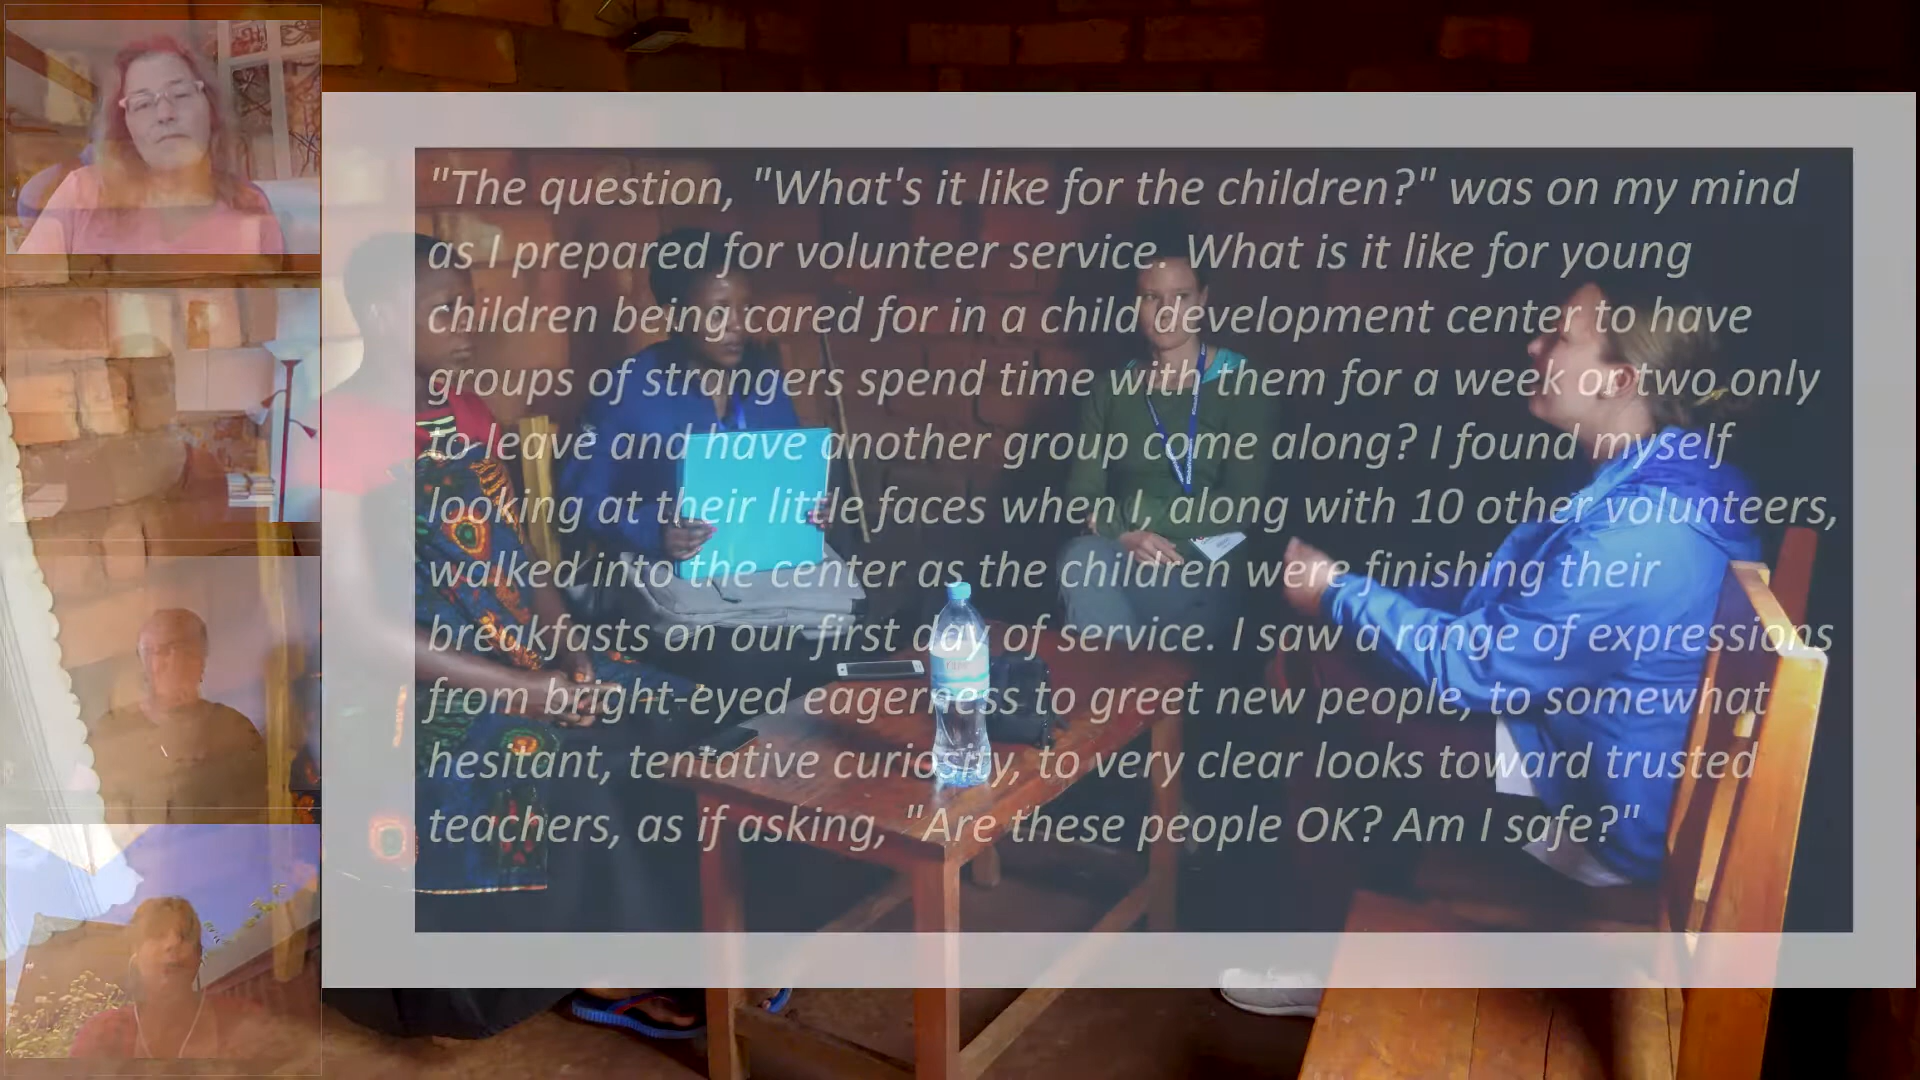 "The question, "What's it like for the children?" was on my mind
as I prepared for volunteer service. What is it like for young
children being cared for in a child development center to have
groups of strangers spend time with them for a week or two only
to leave and have another group come along? I found myself
looking at their little faces when I, along with 10 other volunteers,
walked into the center as the children were finishing their
breakfasts on our first day of service. I saw a range of expressions
from bright-eyed eagerness to greet new people, to somewhat
hesitant, tentative curiosity, to very clear looks toward trusted
teachers, as if asking, "Are these people OK? Am I safe?"